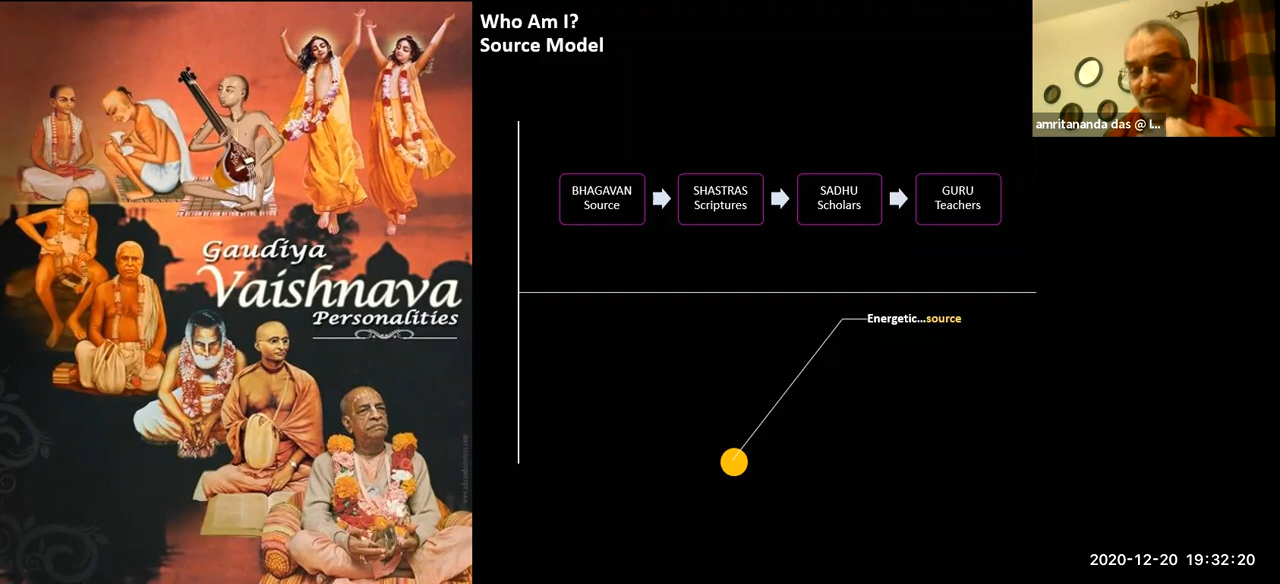 Gaudiya
Vaishnava
Personalities
Who Am I?
Source Model
BHAGAVAN
Source
SHASTRAS
Scriptures
SADHU
Scholars
GURU
Teachers
Energetic...source
amritananda das @ I...
2020-12-20 19:32:20